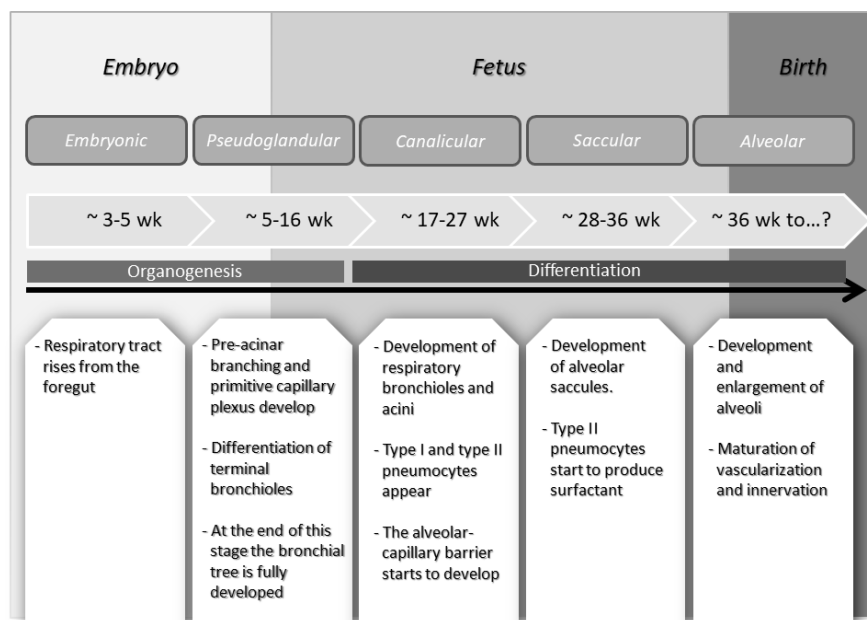 Embryo
Fetus
Birth
Embryonic
Pseudoglandular
Canalicular
Saccular
Alveolar
~ 3-5 wk
~ 5-16 wk
~ 17-27 wk
~ 28-36 wk
~ 36 wk to...?
Organogenesis
Differentiation
- Respiratory tract
rises from the
foregut
- Pre-acinar
branching and
primitive capillary
plexus develop
- Differentiation of
terminal
bronchioles
- At the end of this
stage the bronchial
tree is fully
developed
- Development of
respiratory
bronchioles and
acini
- Type I and type II
pneumocytes
appear
- The alveolar-
capillary barrier
starts to develop
- Development
of alveolar
saccules.
- Type II
pneumocytes
start to produce
surfactant
- Development
and
enlargement of
alveoli
- Maturation of
vascularization
and innervation